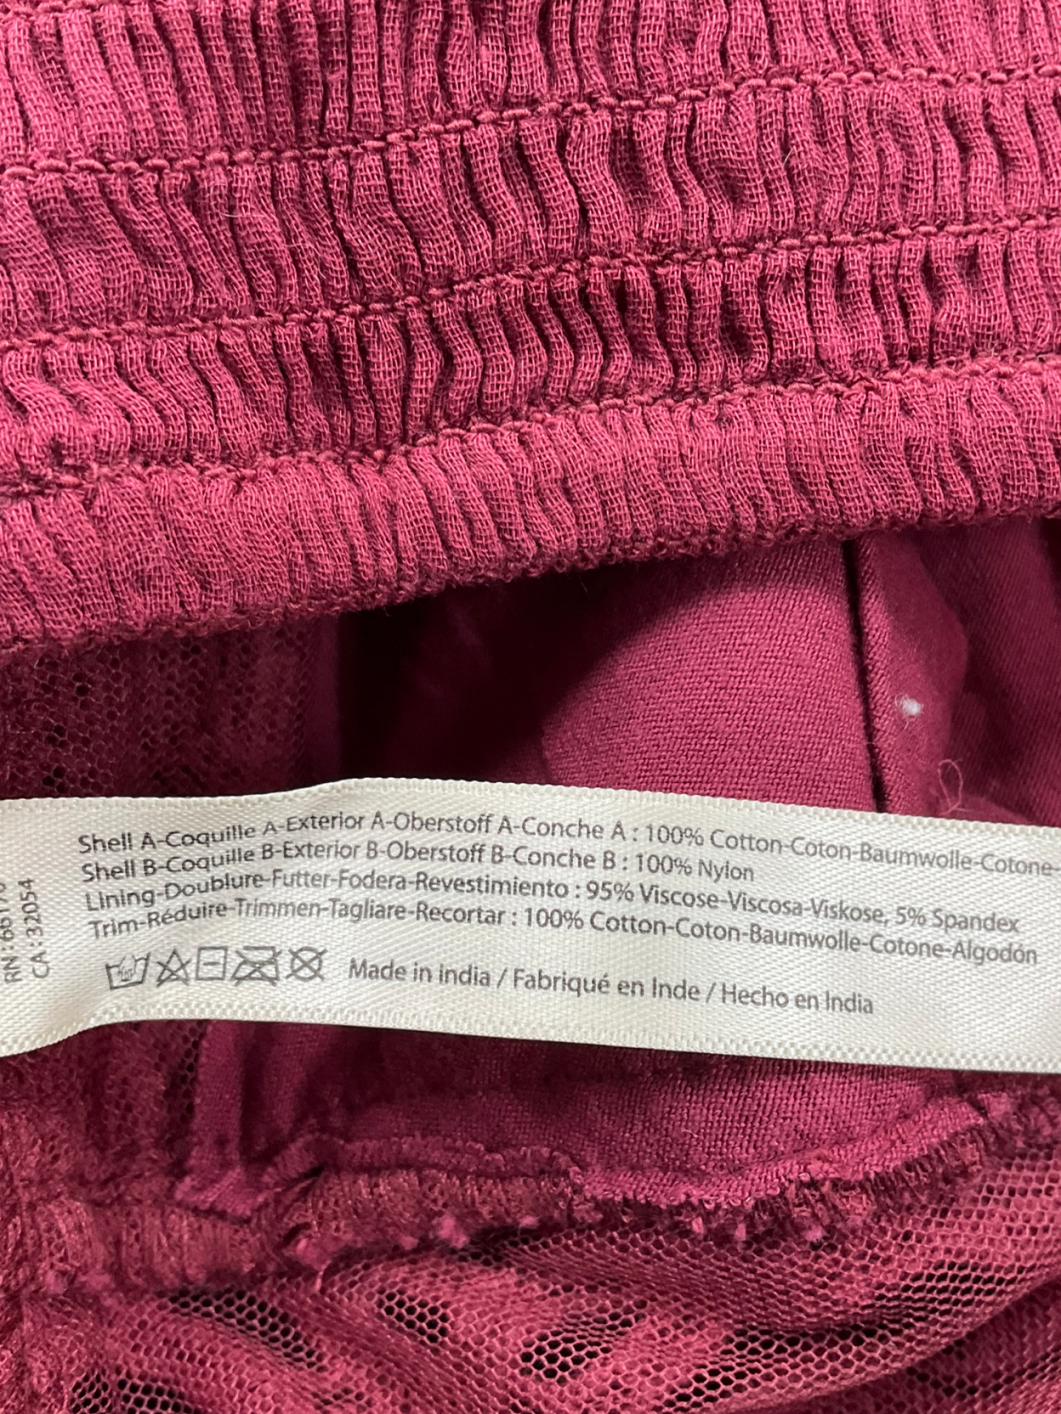 Shell A-Coquille A-Exterior A-Oberstoff A-Conche A : 100% Cotton-Coton-Baumwolle-Cotone-
Shell B-Coquille B-Exterior B-Oberstoff B-Conche B : 100% Nylon
Lining-Doublure-Futter-Fodera-Revestimiento : 95% Viscose-Viscosa-Viskose, 5% Spandex
Trim-Réduire-Trimmen-Tagliare-Recortar : 100% Cotton-Coton-Baumwolle-Cotone-Algodón
Made in india / Fabriqué en Inde / Hecho en India
RN :
CA : 32054